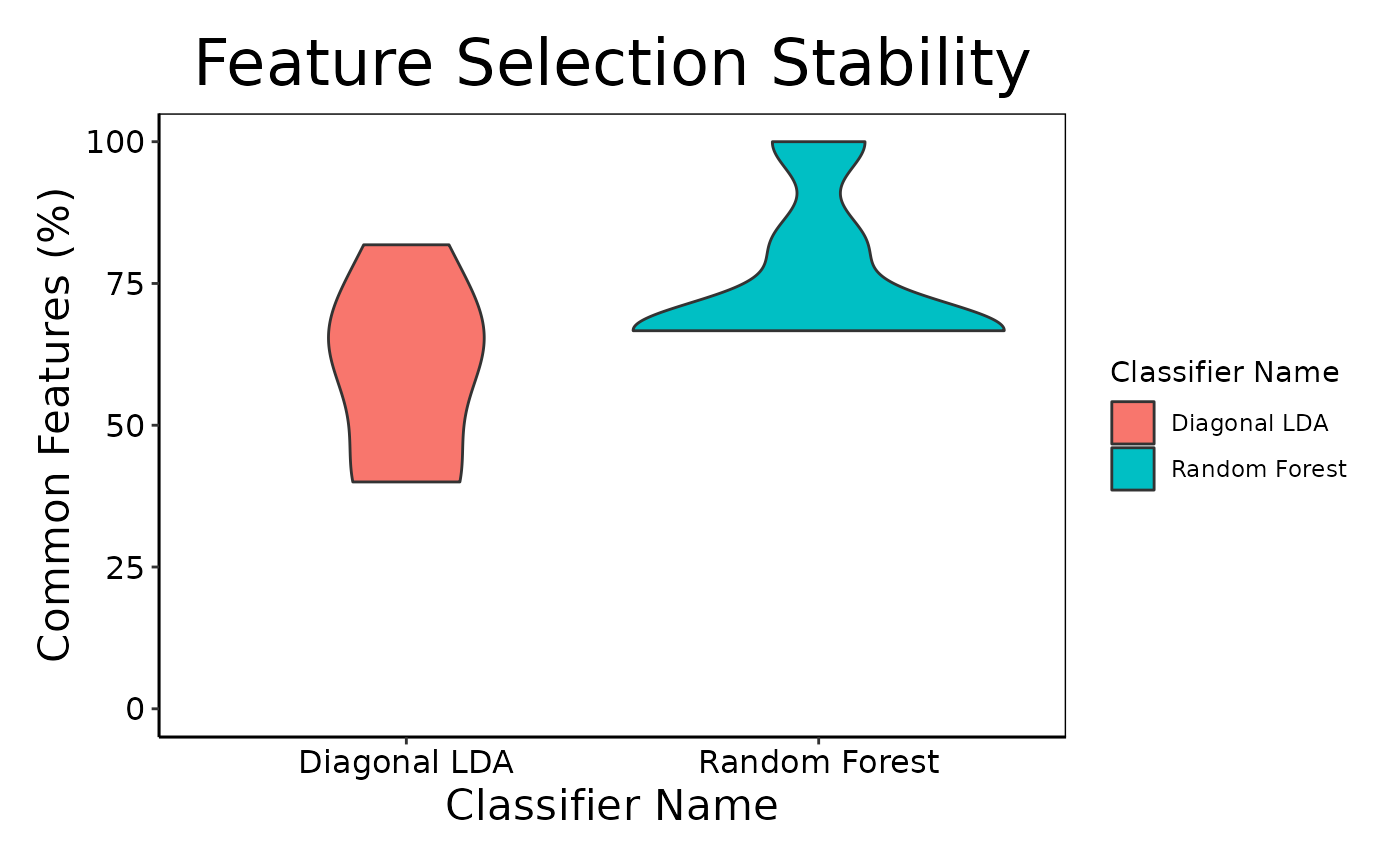 Feature Selection Stability
Common Features (%)
100
75
50
25
0
Diagonal LDA
Random Forest
Classifier Name
Classifier Name
Diagonal LDA
Random Forest